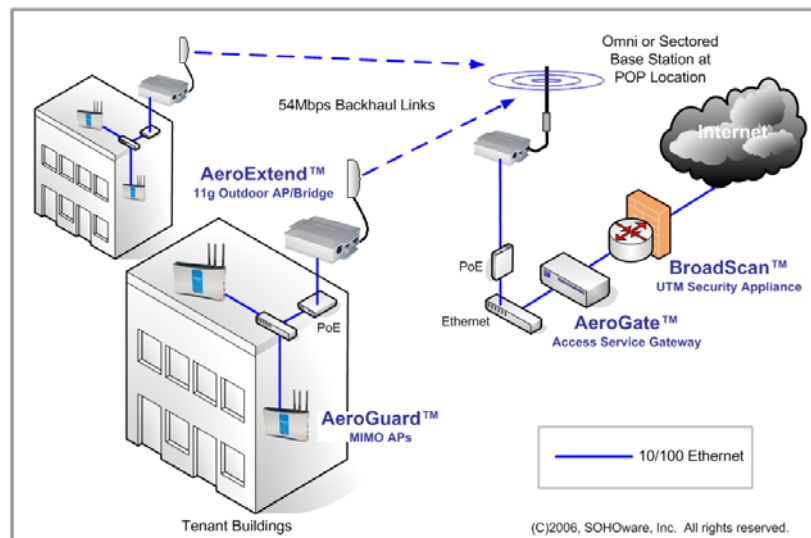 Omni or Sectored
Base Station at
POP Location
54Mbps Backhaul Links
Internet
AeroExtend™
11g Outdoor AP/Bridge
PoE
BroadScan™
UTM Security Appliance
PoE
Ethernet
AeroGate™
Access Service Gateway
AeroGuard™
MIMO APs
10/100 Ethernet
Tenant Buildings
(C)2006, SOHOware, Inc. All rights reserved.